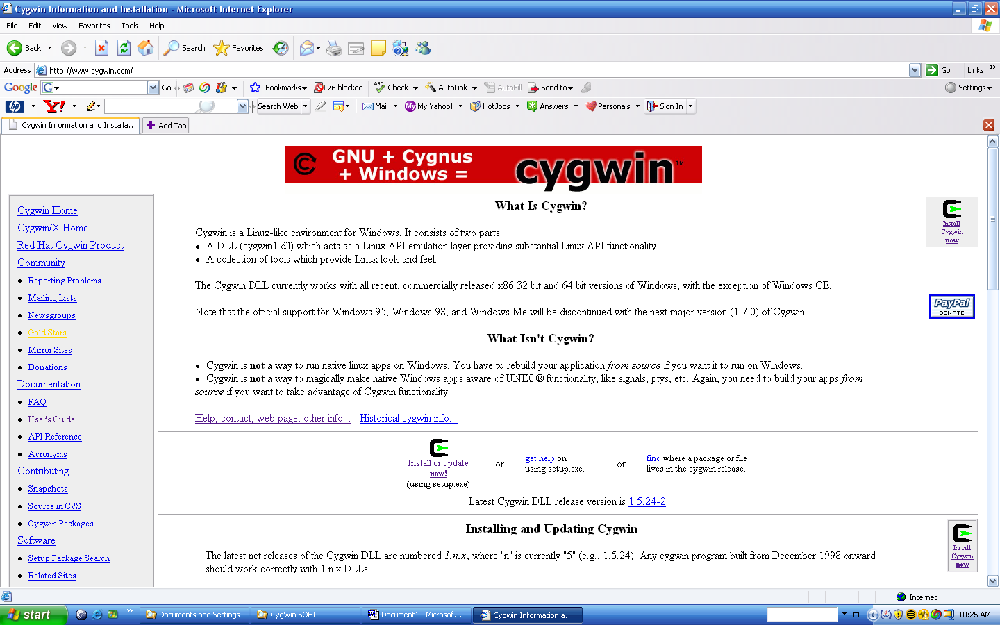 Cygwin Information and Installation - Microsoft Internet Explorer
File Edit View Favorites Tools Help
Back Search Favorites
Address http://www.cygwin.com/ Go Links »
Google G Go Bookmarks 76 blocked ABC Check AutoLink AutoFill Send to Settings
hp Y! Search Web Mail My My Yahoo! HotJobs Answers Personals Sign In
Cygwin Information and Installa... Add Tab
GNU + Cygnus
+ Windows =
cygwin™
Cygwin Home
Cygwin/X Home
Red Hat Cygwin Product
Community
Reporting Problems
Mailing Lists
Newsgroups
Gold Stars
Mirror Sites
Donations
Documentation
FAQ
User's Guide
API Reference
Acronyms
Contributing
Snapshots
Source in CVS
Cygwin Packages
Software
Setup Package Search
Related Sites
What Is Cygwin?
Cygwin is a Linux-like environment for Windows. It consists of two parts:
• A DLL (cygwin1.dll) which acts as a Linux API emulation layer providing substantial Linux API functionality.
• A collection of tools which provide Linux look and feel.
The Cygwin DLL currently works with all recent, commercially released x86 32 bit and 64 bit versions of Windows, with the exception of Windows CE.
Note that the official support for Windows 95, Windows 98, and Windows Me will be discontinued with the next major version (1.7.0) of Cygwin.
What Isn't Cygwin?
• Cygwin is not a way to run native linux apps on Windows. You have to rebuild your application from source if you want it to run on Windows.
• Cygwin is not a way to magically make native Windows apps aware of UNIX ® functionality, like signals, ptys, etc. Again, you need to build your apps from
source if you want to take advantage of Cygwin functionality.
Help, contact, web page, other info... Historical cygwin info...
Install or update
now!
(using setup.exe)
or
get help on
using setup.exe.
or
find where a package or file
lives in the cygwin release.
Latest Cygwin DLL release version is 1.5.24-2
Installing and Updating Cygwin
The latest net releases of the Cygwin DLL are numbered 1.n.x, where "n" is currently "5" (e.g., 1.5.24). Any cygwin program built from December 1998 onward
should work correctly with 1.n.x DLLs.
Install
Cygwin
now
PayPal
DONATE
Install
Cygwin
now
Internet
start » Documents and Settings CygWin SOFT Document1 - Microsof... Cygwin Information a... 10:25 AM